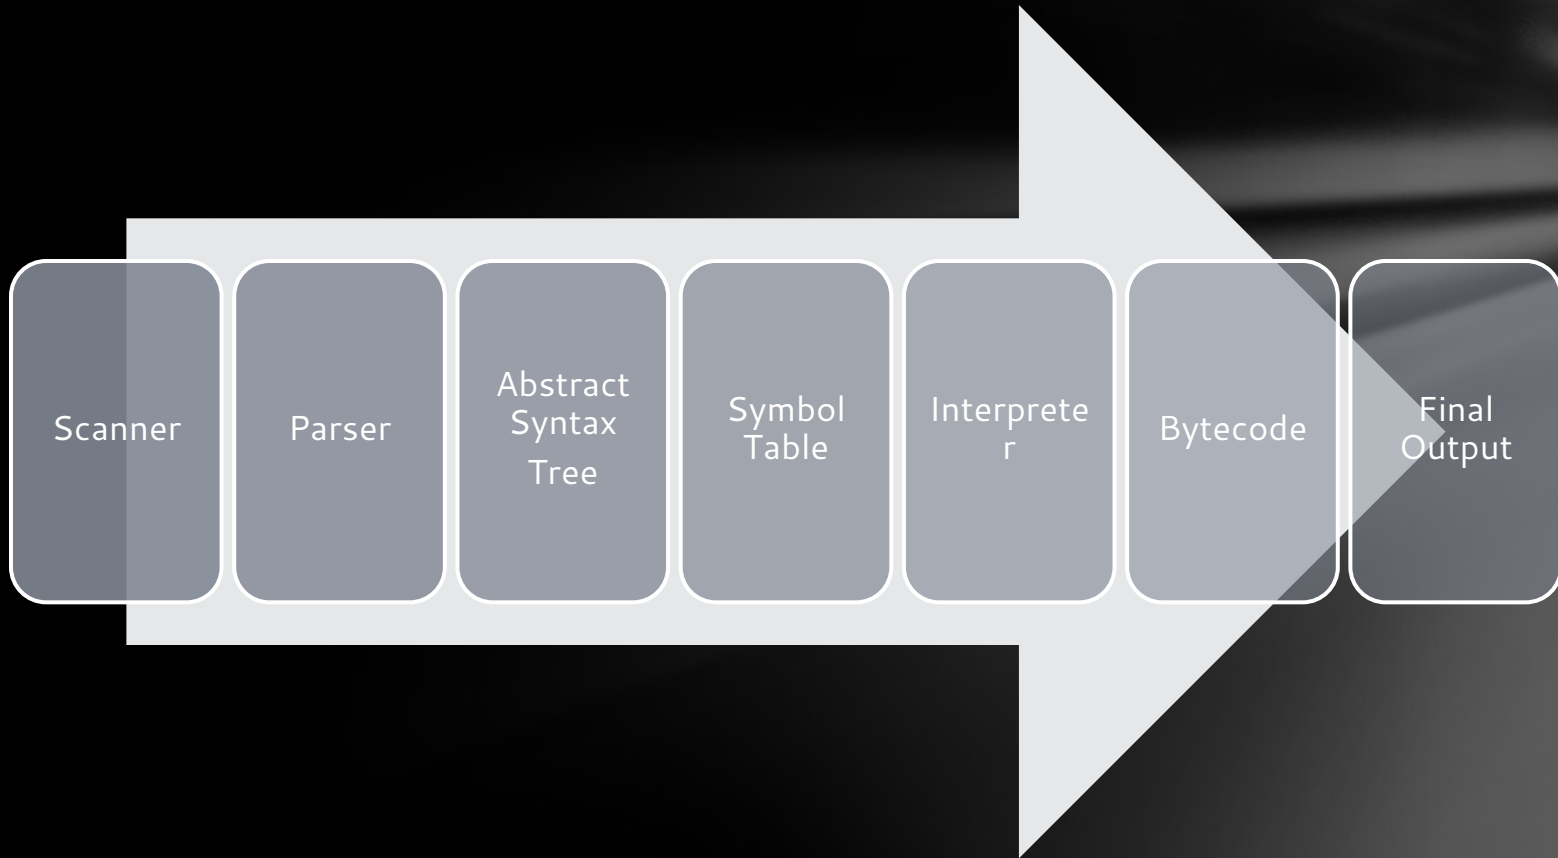 Scanner
Parser
Abstract
Syntax
Tree
Symbol
Table
Interprete
r
Bytecode
Final
Output